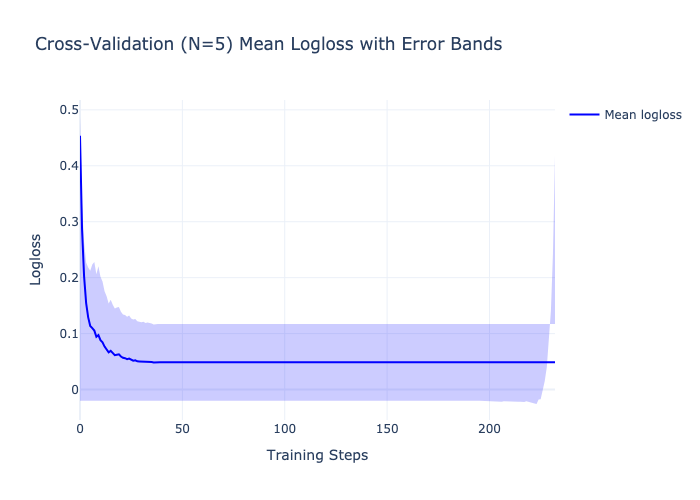 Cross-Validation (N=5) Mean Logloss with Error Bands
Mean logloss
0.5
0.4
0.3
0.2
0.1
0
Logloss
0
50
100
150
200
Training Steps